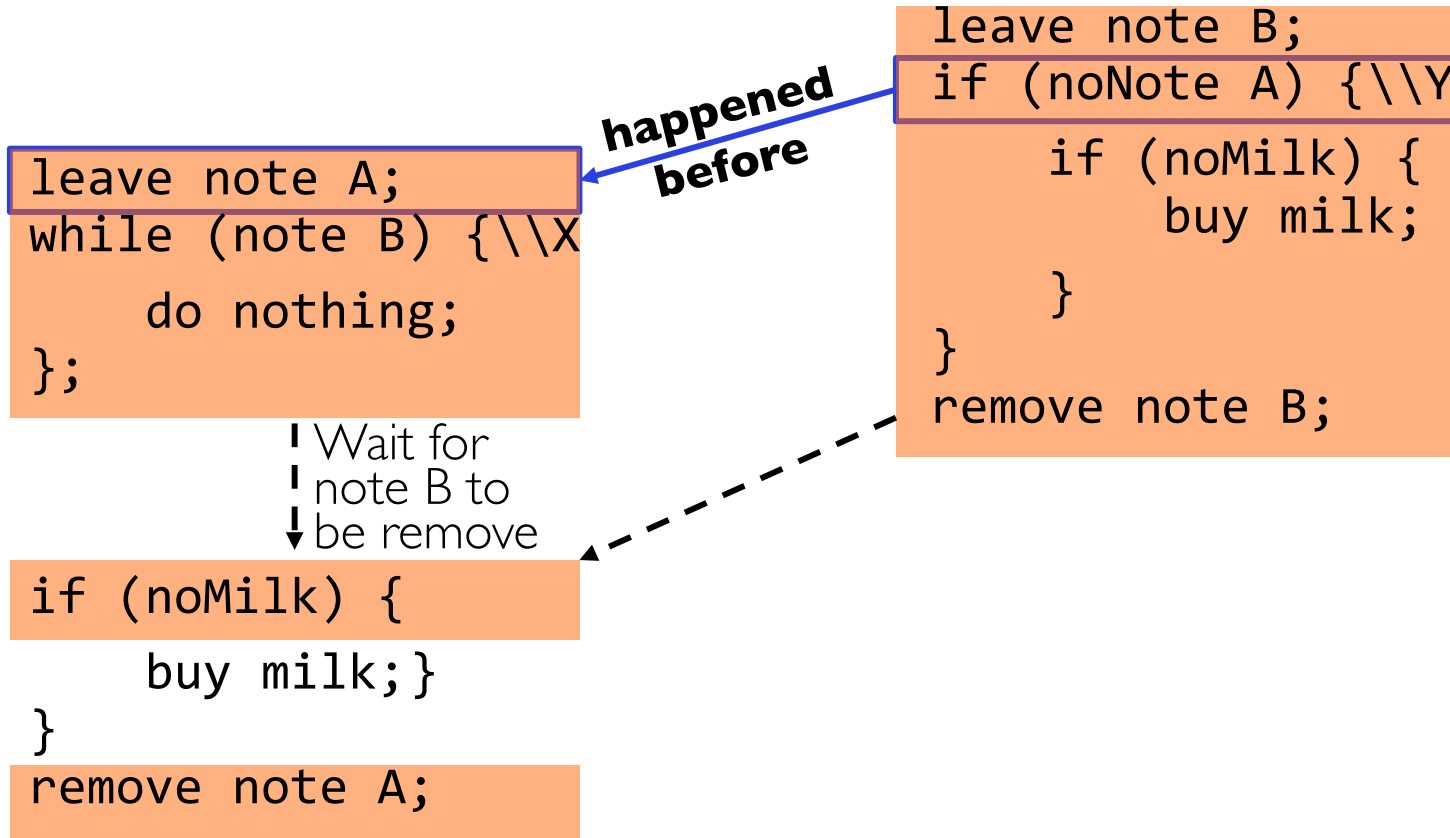 leave note A;
while (note B) {\\X
do nothing;
};
Wait for
note B to
be remove
if (noMilk) {
buy milk;}
}
remove note A;
happened
before
leave note B;
if (noNote A) {\\Y
if (noMilk) {
buy milk;
}
}
remove note B;